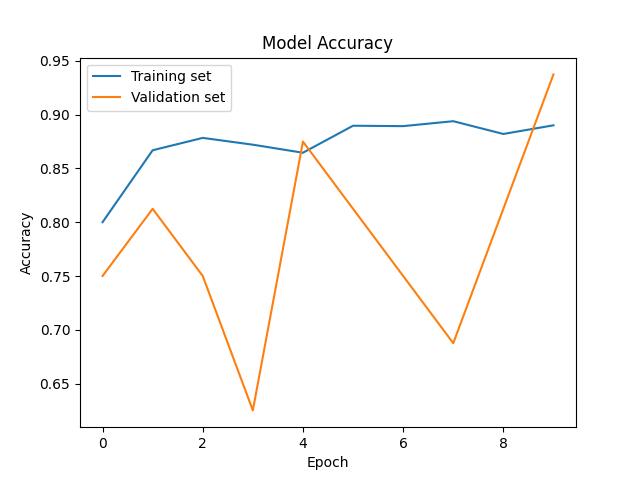 Model Accuracy
Training set
Validation set
0.95
0.90
0.85
0.80
0.75
0.70
0.65
Accuracy
0 2 4 6 8
Epoch